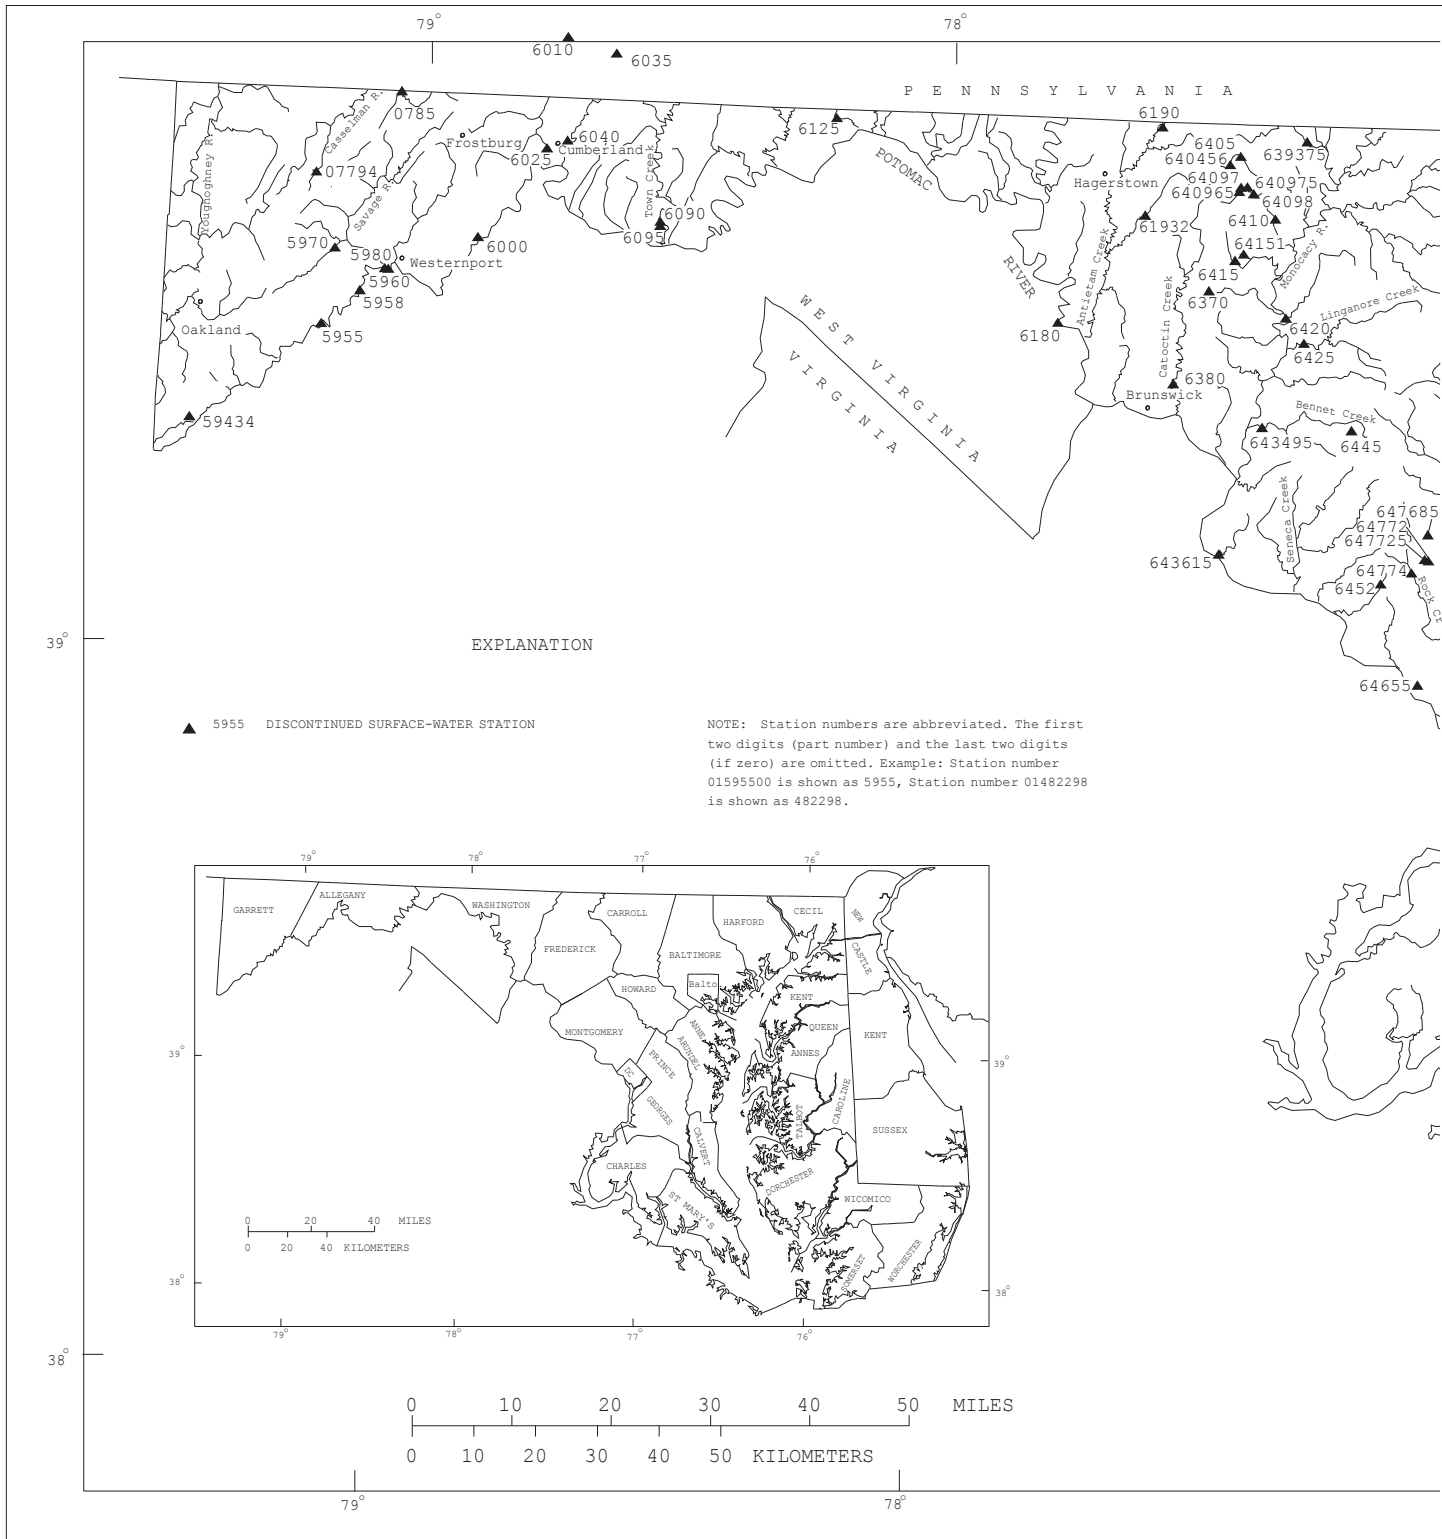 79°
78°
6010
6035
PENNSYLVANIA
0785
Casselman R.
Youghiogheny R.
Frostburg
6040
Cumberland
6025
07794
Savage R.
Town Creek
6125
POTOMAC
6190
6405
640456
639375
64097
640975
640965
64098
Hagerstown
61932
6410
64151
6415
Monocacy R.
6090
6095
5970
5980
6000
Westernport
5960
5958
Oakland
5955
59434
RIVER
Antietam Creek
Catoctin Creek
6370
6180
6420
Linganore Creek
6425
6380
Brunswick
WEST VIRGINIA
VIRGINIA
Bennet Creek
643495
6445
Seneca Creek
647685
64772
647725
643615
64774
6452
Rock Cr
64655
39°
EXPLANATION
5955 DISCONTINUED SURFACE-WATER STATION
NOTE: Station numbers are abbreviated. The first
two digits (part number) and the last two digits
(if zero) are omitted. Example: Station number
01595500 is shown as 5955, Station number 01482298
is shown as 482298.
79°
78°
77°
76°
GARRETT
ALLEGANY
WASHINGTON
FREDERICK
CARROLL
BALTIMORE
HARFORD
CECIL
NEW
CASTLE
HOWARD
Balto
KENT
MONTGOMERY
ANNE
ARUNDEL
QUEEN
ANNES
KENT
39°
39°
PRINCE
GEORGES
DC
TALBOT
CAROLINE
SUSSEX
CALVERT
CHARLES
DORCHESTER
ST MARY'S
WICOMICO
SOMERSET
WORCHESTER
0 20 40 MILES
0 20 40 KILOMETERS
38°
38°
79°
78°
77°
76°
38°
0 10 20 30 40 50 MILES
0 10 20 30 40 50 KILOMETERS
79°
78°